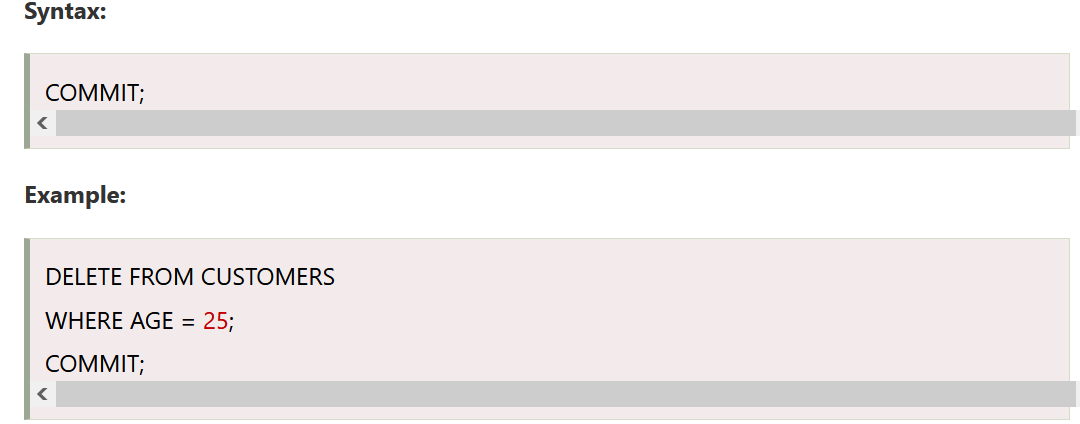 Syntax:
COMMIT;
Example:
DELETE FROM CUSTOMERS
WHERE AGE = 25;
COMMIT;